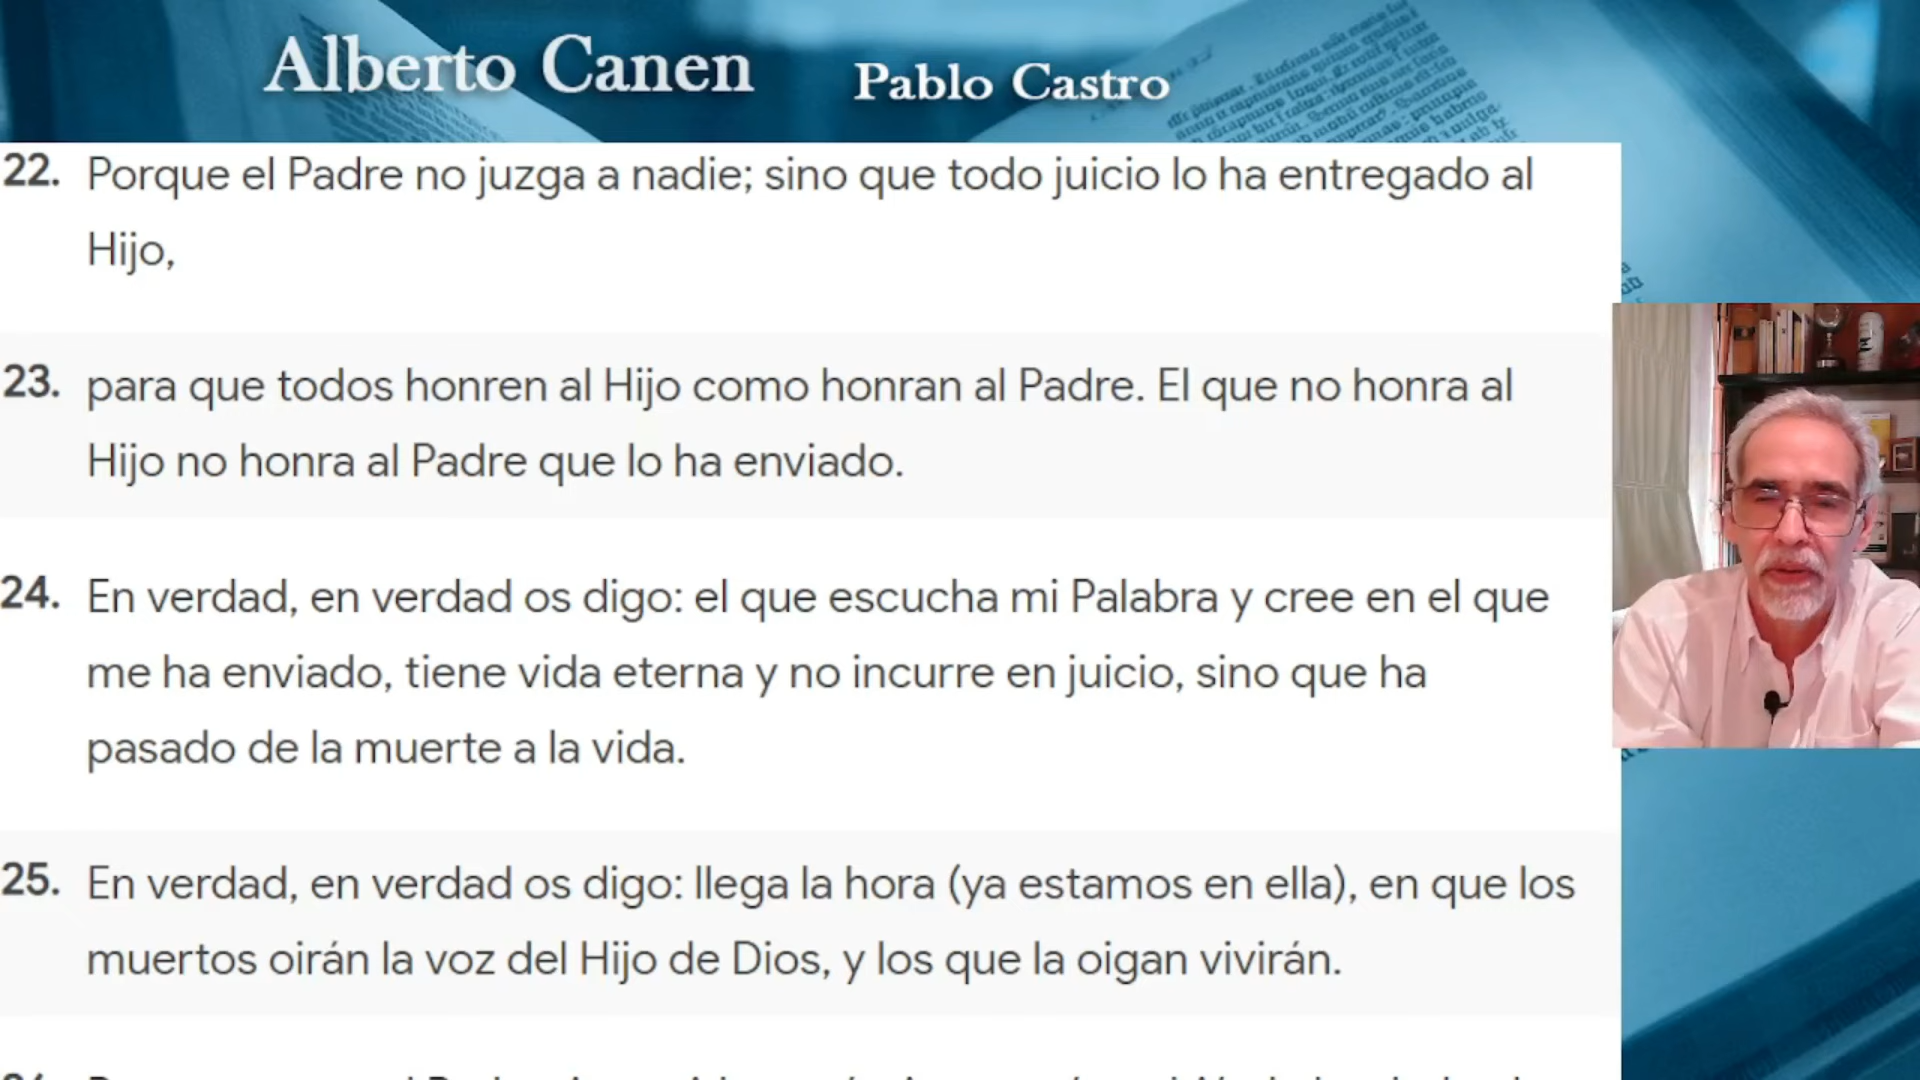 Alberto Canen Pablo Castro
22. Porque el Padre no juzga a nadie; sino que todo juicio lo ha entregado al
Hijo,
23. para que todos honren al Hijo como honran al Padre. El que no honra al
Hijo no honra al Padre que lo ha enviado.
24. En verdad, en verdad os digo: el que escucha mi Palabra y cree en el que
me ha enviado, tiene vida eterna y no incurre en juicio, sino que ha
pasado de la muerte a la vida.
25. En verdad, en verdad os digo: llega la hora (ya estamos en ella), en que los
muertos oirán la voz del Hijo de Dios, y los que la oigan vivirán.